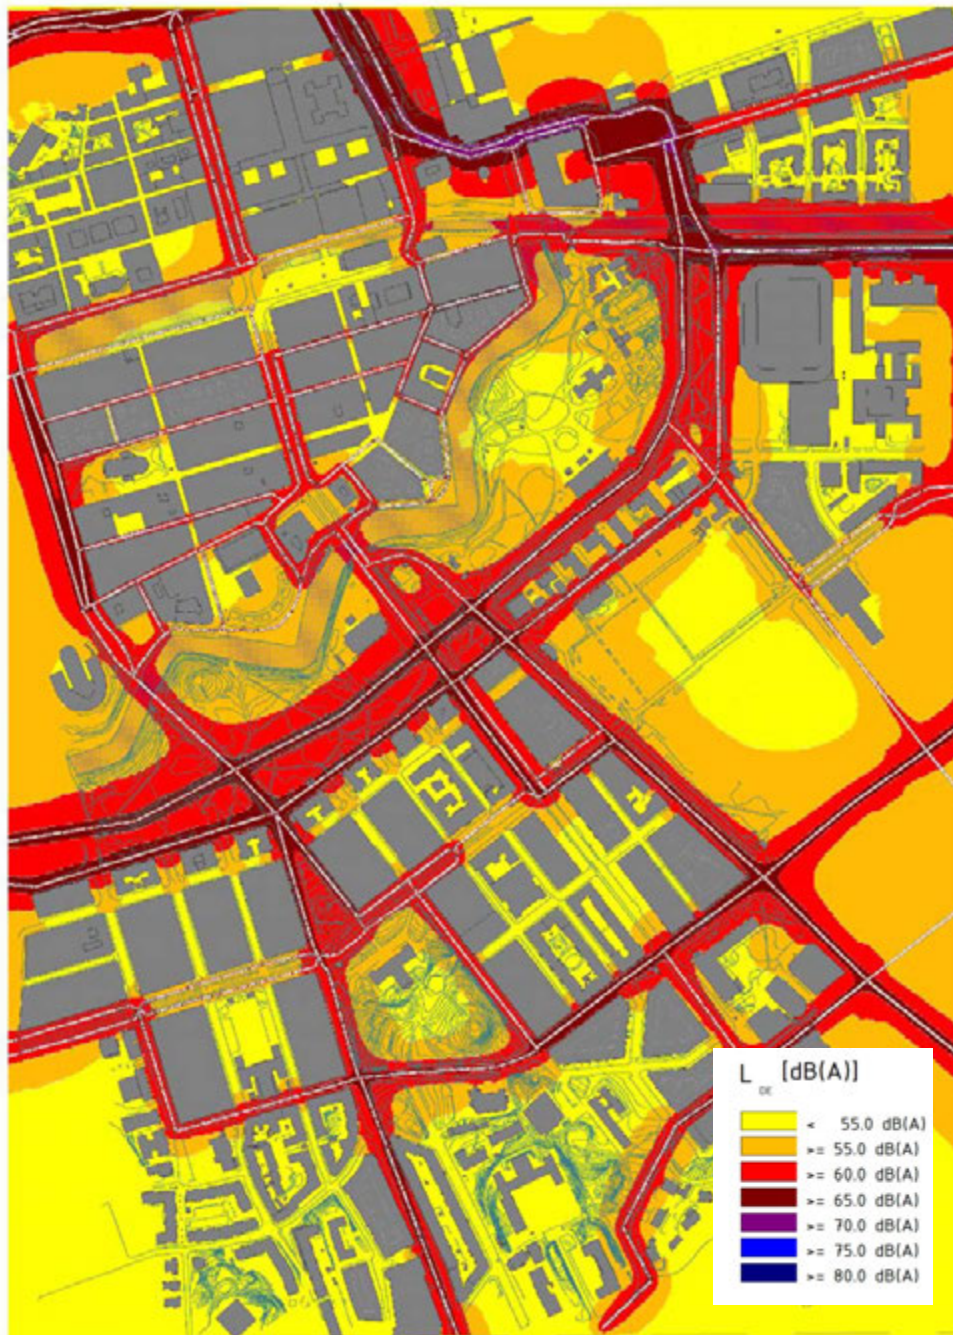 L DE [dB(A)]
< 55.0 dB(A)
>= 55.0 dB(A)
>= 60.0 dB(A)
>= 65.0 dB(A)
>= 70.0 dB(A)
>= 75.0 dB(A)
>= 80.0 dB(A)